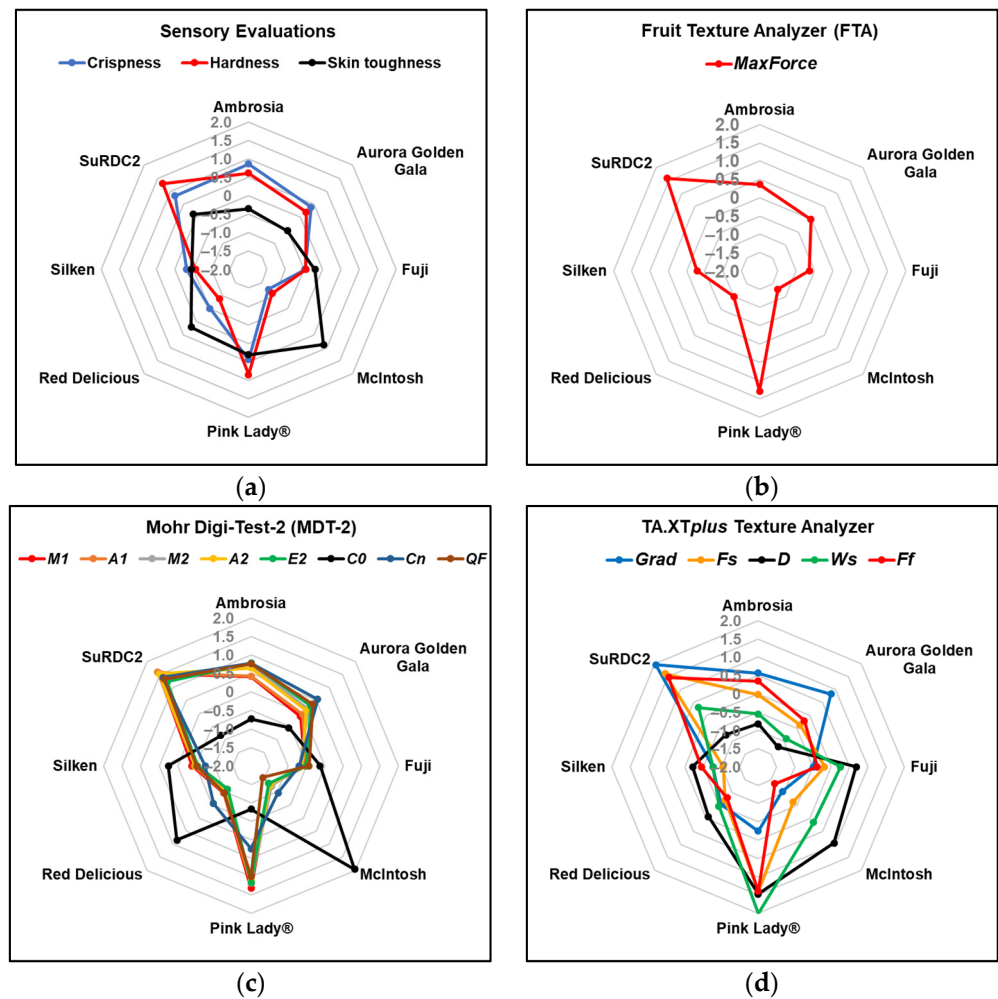 Sensory Evaluations
Crispness Hardness Skin toughness
Ambrosia
2.0
1.5
1.0
0.5
0
−0.5
−1.0
−1.5
−2.0
Aurora Golden
Gala
Fuji
McIntosh
Pink Lady®
Red Delicious
Silken
SuRDC2
(a)
Fruit Texture Analyzer (FTA)
MaxForce
Ambrosia
2.0
1.5
1.0
0.5
0
−0.5
−1.0
−1.5
−2.0
Aurora Golden
Gala
Fuji
McIntosh
Pink Lady®
Red Delicious
Silken
SuRDC2
(b)
Mohr Digi-Test-2 (MDT-2)
M1 A1 M2 A2 E2 C0 Cn QF
Ambrosia
2.0
1.5
1.0
0.5
0
−0.5
−1.0
−1.5
−2.0
Aurora Golden
Gala
Fuji
McIntosh
Pink Lady®
Red Delicious
Silken
SuRDC2
(c)
TA.XTplus Texture Analyzer
Grad Fs D Ws Ff
Ambrosia
2.0
1.5
1.0
0.5
0
−0.5
−1.0
−1.5
−2.0
Aurora Golden
Gala
Fuji
McIntosh
Pink Lady®
Red Delicious
Silken
SuRDC2
(d)